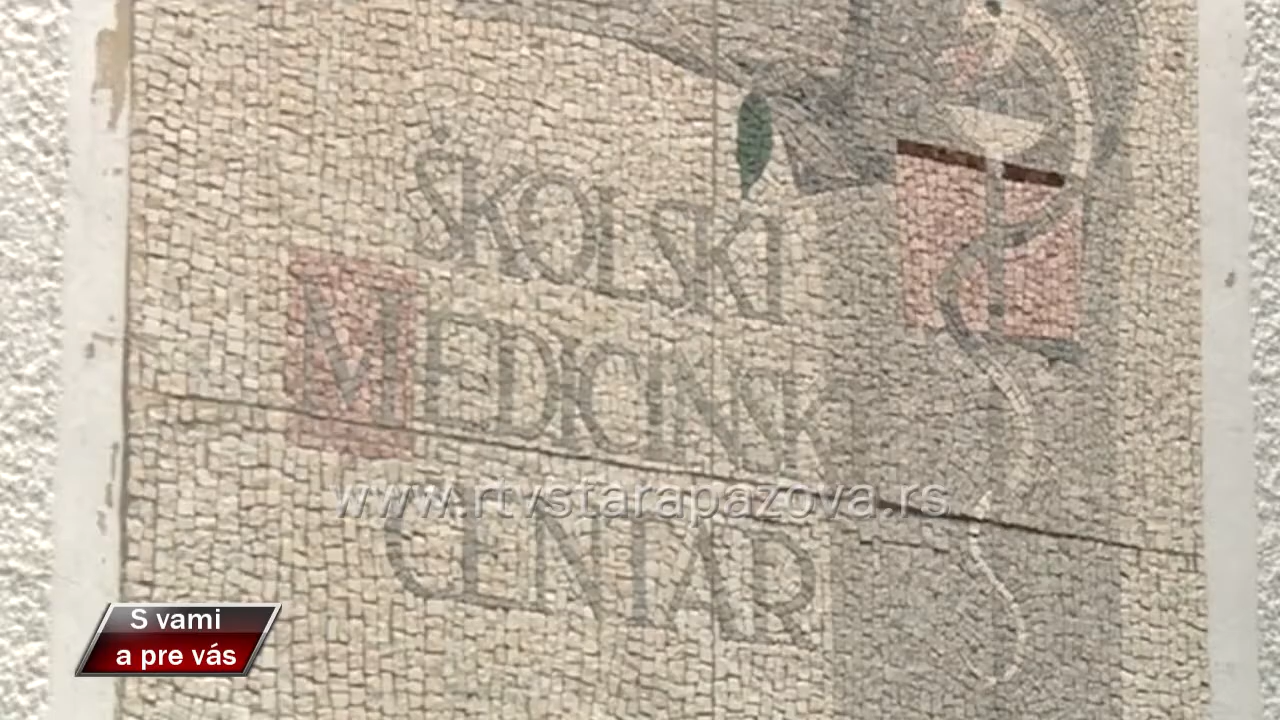 ŠKOLSKI
MEDICINSKI
CENTAR
www.rtvstarapazova.rs
S vami
a pre vás